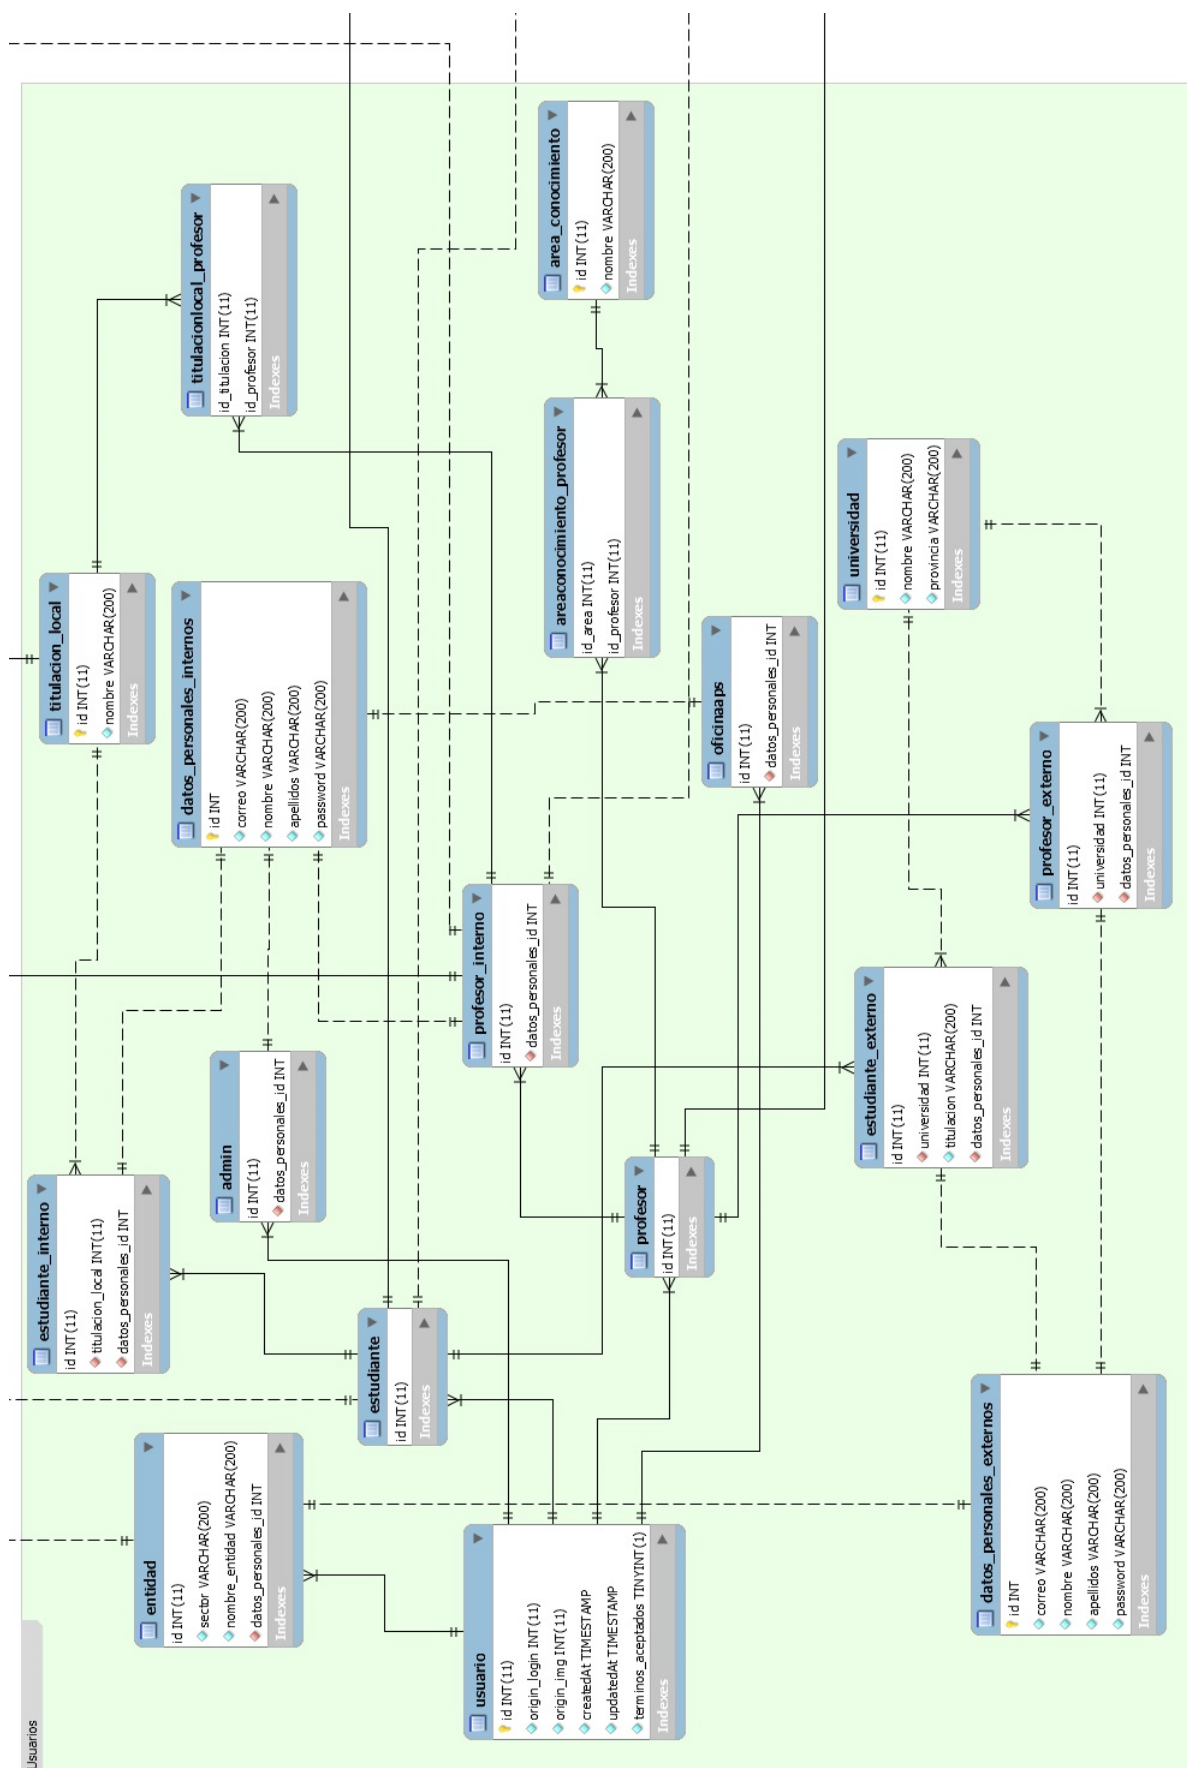 Usuarios
entidad
id INT(11)
sector VARCHAR(200)
nombre_entidad VARCHAR(200)
datos_personales_id INT
Indexes
estudiante_interno
id INT(11)
titulacion_local INT(11)
datos_personales_id INT
Indexes
titulacion_local
id INT(11)
nombre VARCHAR(200)
Indexes
titulacionlocal_profesor
id_titulacion INT(11)
id_profesor INT(11)
Indexes
datos_personales_internos
id INT
correo VARCHAR(200)
nombre VARCHAR(200)
apellidos VARCHAR(200)
password VARCHAR(200)
Indexes
admin
id INT(11)
datos_personales_id INT
Indexes
estudiante
id INT(11)
Indexes
usuario
id INT(11)
origin_login INT(11)
origin_img INT(11)
createdAt TIMESTAMP
updatedAt TIMESTAMP
terminos_aceptados TINYINT(1)
Indexes
profesor_interno
id INT(11)
datos_personales_id INT
Indexes
area_conocimiento
id INT(11)
nombre VARCHAR(200)
Indexes
areaconocimiento_profesor
id_area INT(11)
id_profesor INT(11)
Indexes
profesor
id INT(11)
Indexes
oficinaaps
id INT(11)
datos_personales_id INT
Indexes
universidad
id INT(11)
nombre VARCHAR(200)
provincia VARCHAR(200)
Indexes
estudiante_externo
id INT(11)
universidad INT(11)
titulacion VARCHAR(200)
datos_personales_id INT
Indexes
profesor_externo
id INT(11)
universidad INT(11)
datos_personales_id INT
Indexes
datos_personales_externos
id INT
correo VARCHAR(200)
nombre VARCHAR(200)
apellidos VARCHAR(200)
password VARCHAR(200)
Indexes